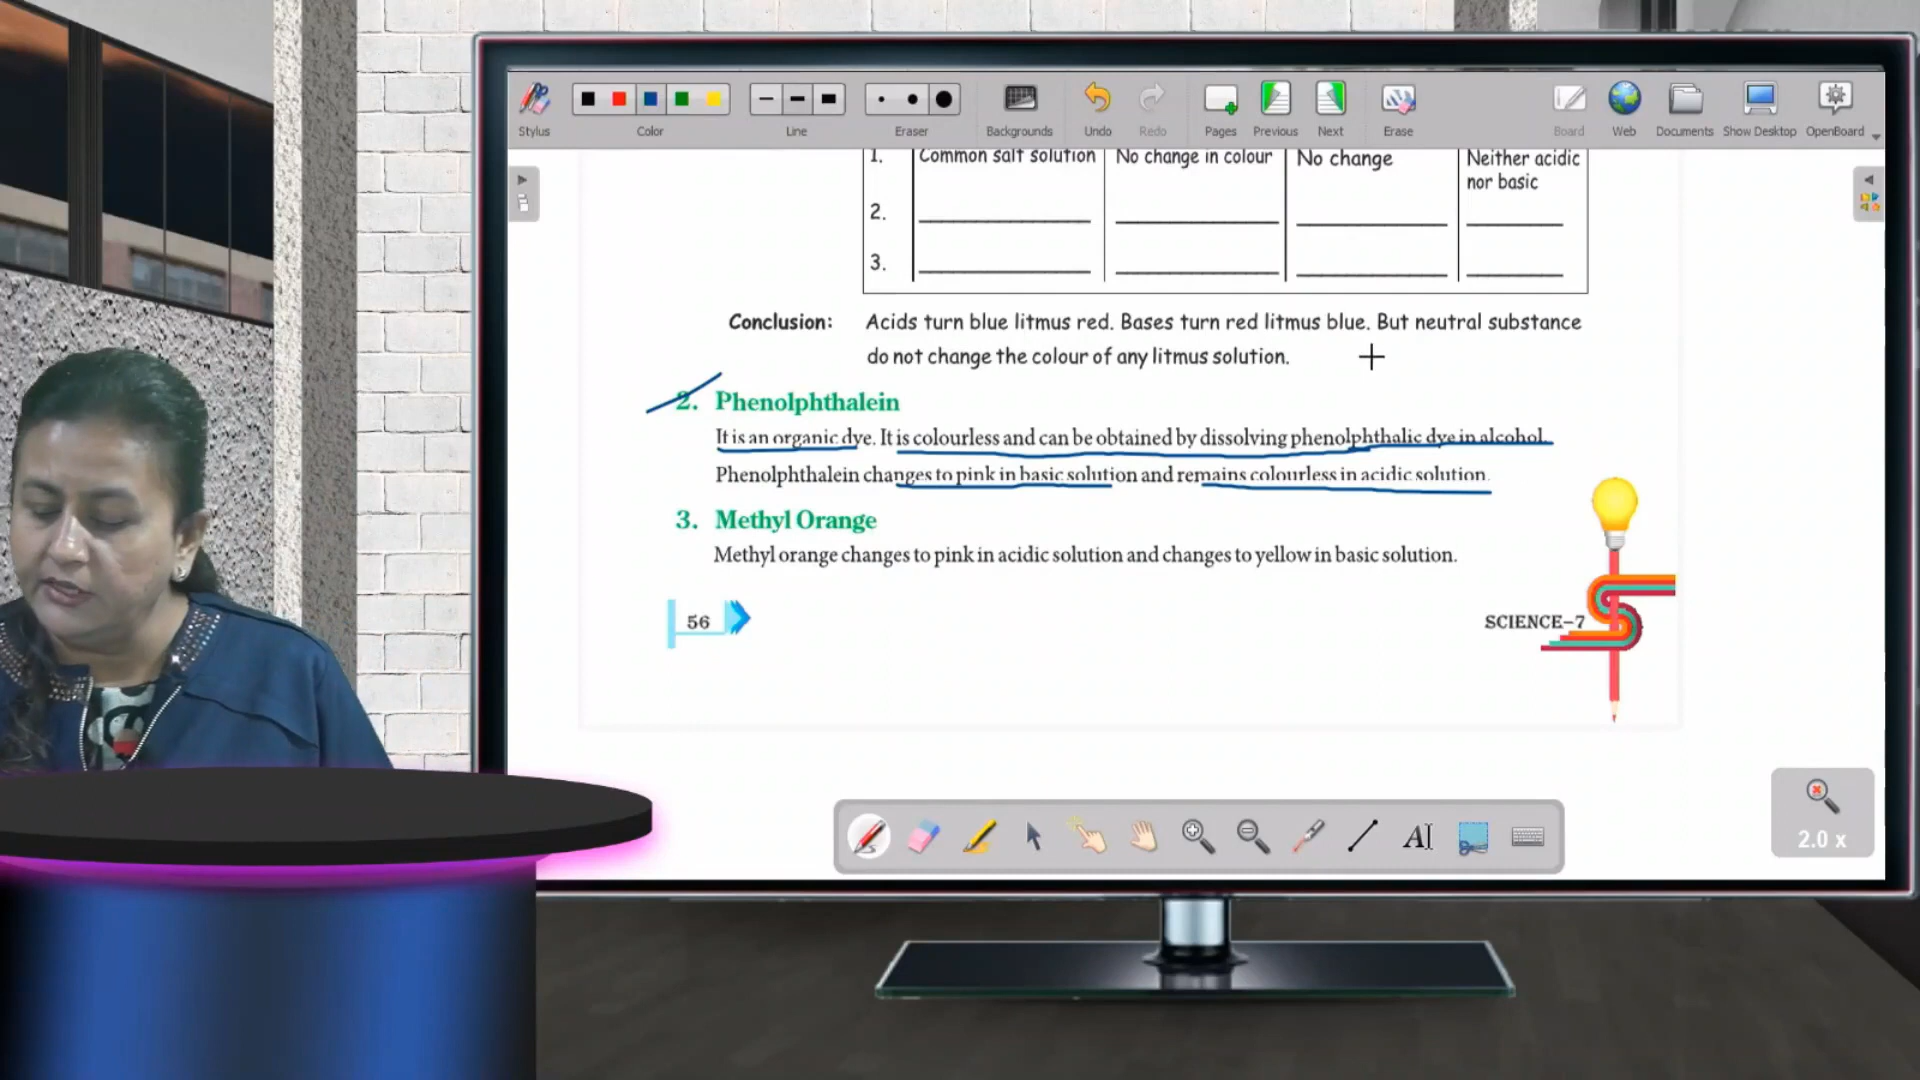 Stylus
Color
Line
Eraser
Backgrounds
Undo
Redo
Pages
Previous
Next
Erase
Board
Web
Documents
Show Desktop
OpenBoard
1. Common salt solution No change in colour No change Neither acidic
nor basic
2.
3.
Conclusion: Acids turn blue litmus red. Bases turn red litmus blue. But neutral substance
do not change the colour of any litmus solution.
2. Phenolphthalein
It is an organic dye. It is colourless and can be obtained by dissolving phenolphthalic dye in alcohol.
Phenolphthalein changes to pink in basic solution and remains colourless in acidic solution.
3. Methyl Orange
Methyl orange changes to pink in acidic solution and changes to yellow in basic solution.
56
SCIENCE-7
AI
2.0 x